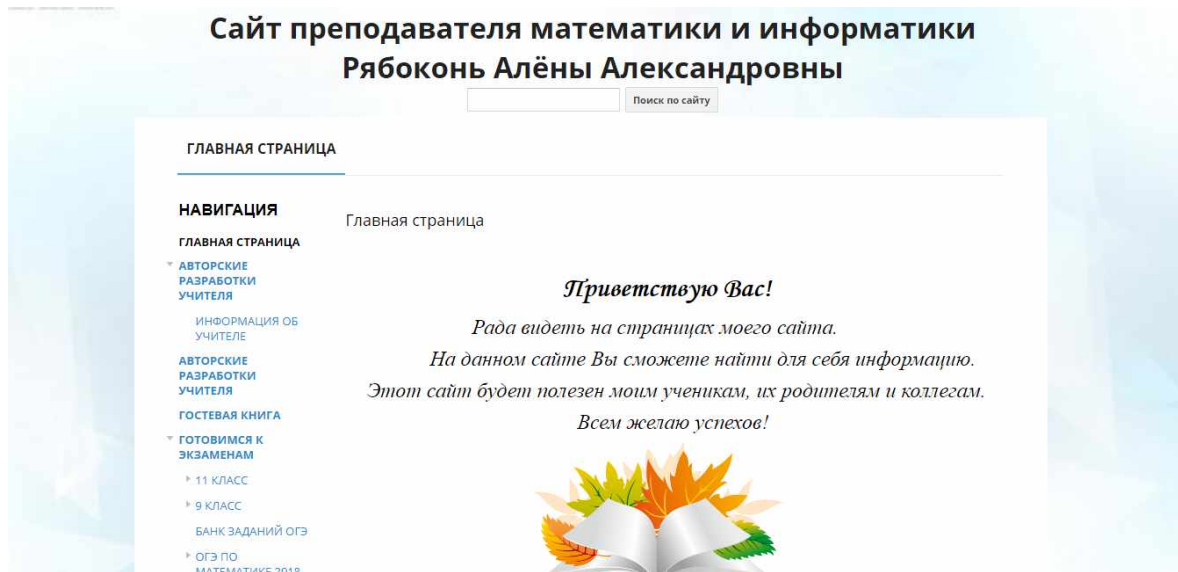 Сайт преподавателя математики и информатики
Рябоконь Алёны Александровны
Поиск по сайту
ГЛАВНАЯ СТРАНИЦА
НАВИГАЦИЯ
ГЛАВНАЯ СТРАНИЦА
АВТОРСКИЕ
РАЗРАБОТКИ
УЧИТЕЛЯ
ИНФОРМАЦИЯ ОБ
УЧИТЕЛЕ
АВТОРСКИЕ
РАЗРАБОТКИ
УЧИТЕЛЯ
ГОСТЕВАЯ КНИГА
ГОТОВИМСЯ К
ЭКЗАМЕНАМ
11 КЛАСС
9 КЛАСС
БАНК ЗАДАНИЙ ОГЭ
ОГЭ ПО
МАТЕМАТИКЕ 2018
Главная страница
Приветствую Вас!
Рада видеть на страницах моего сайта.
На данном сайте Вы сможете найти для себя информацию.
Этот сайт будет полезен моим ученикам, их родителям и коллегам.
Всем желаю успехов!